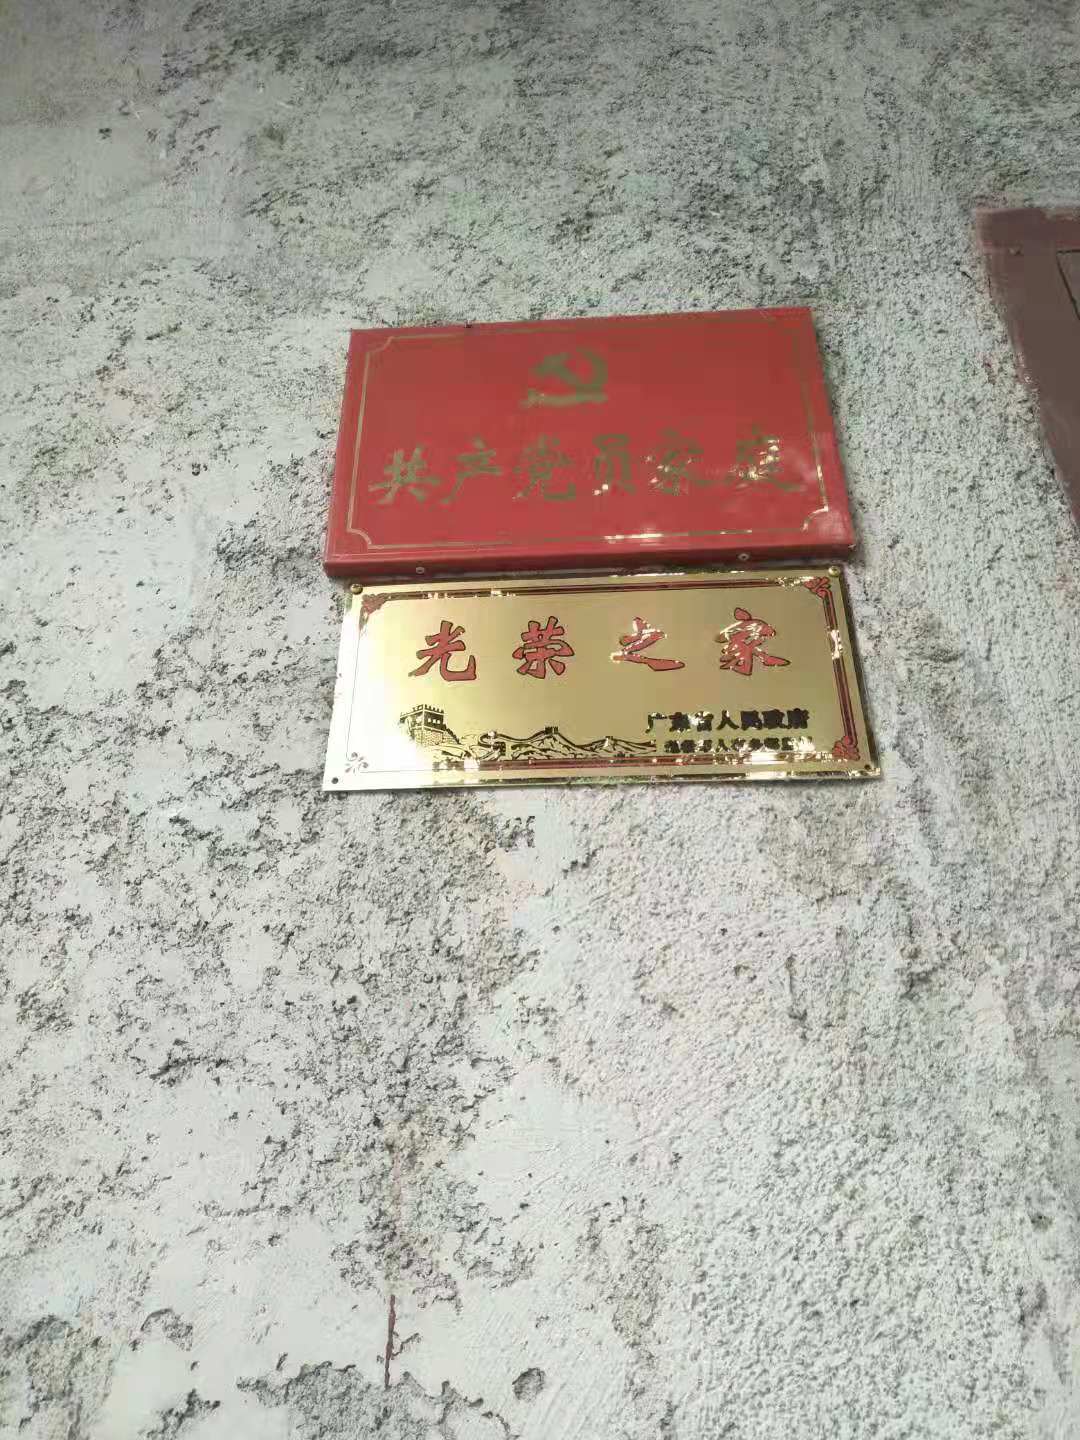 共产党员家庭
光荣之家
广东省人民政府